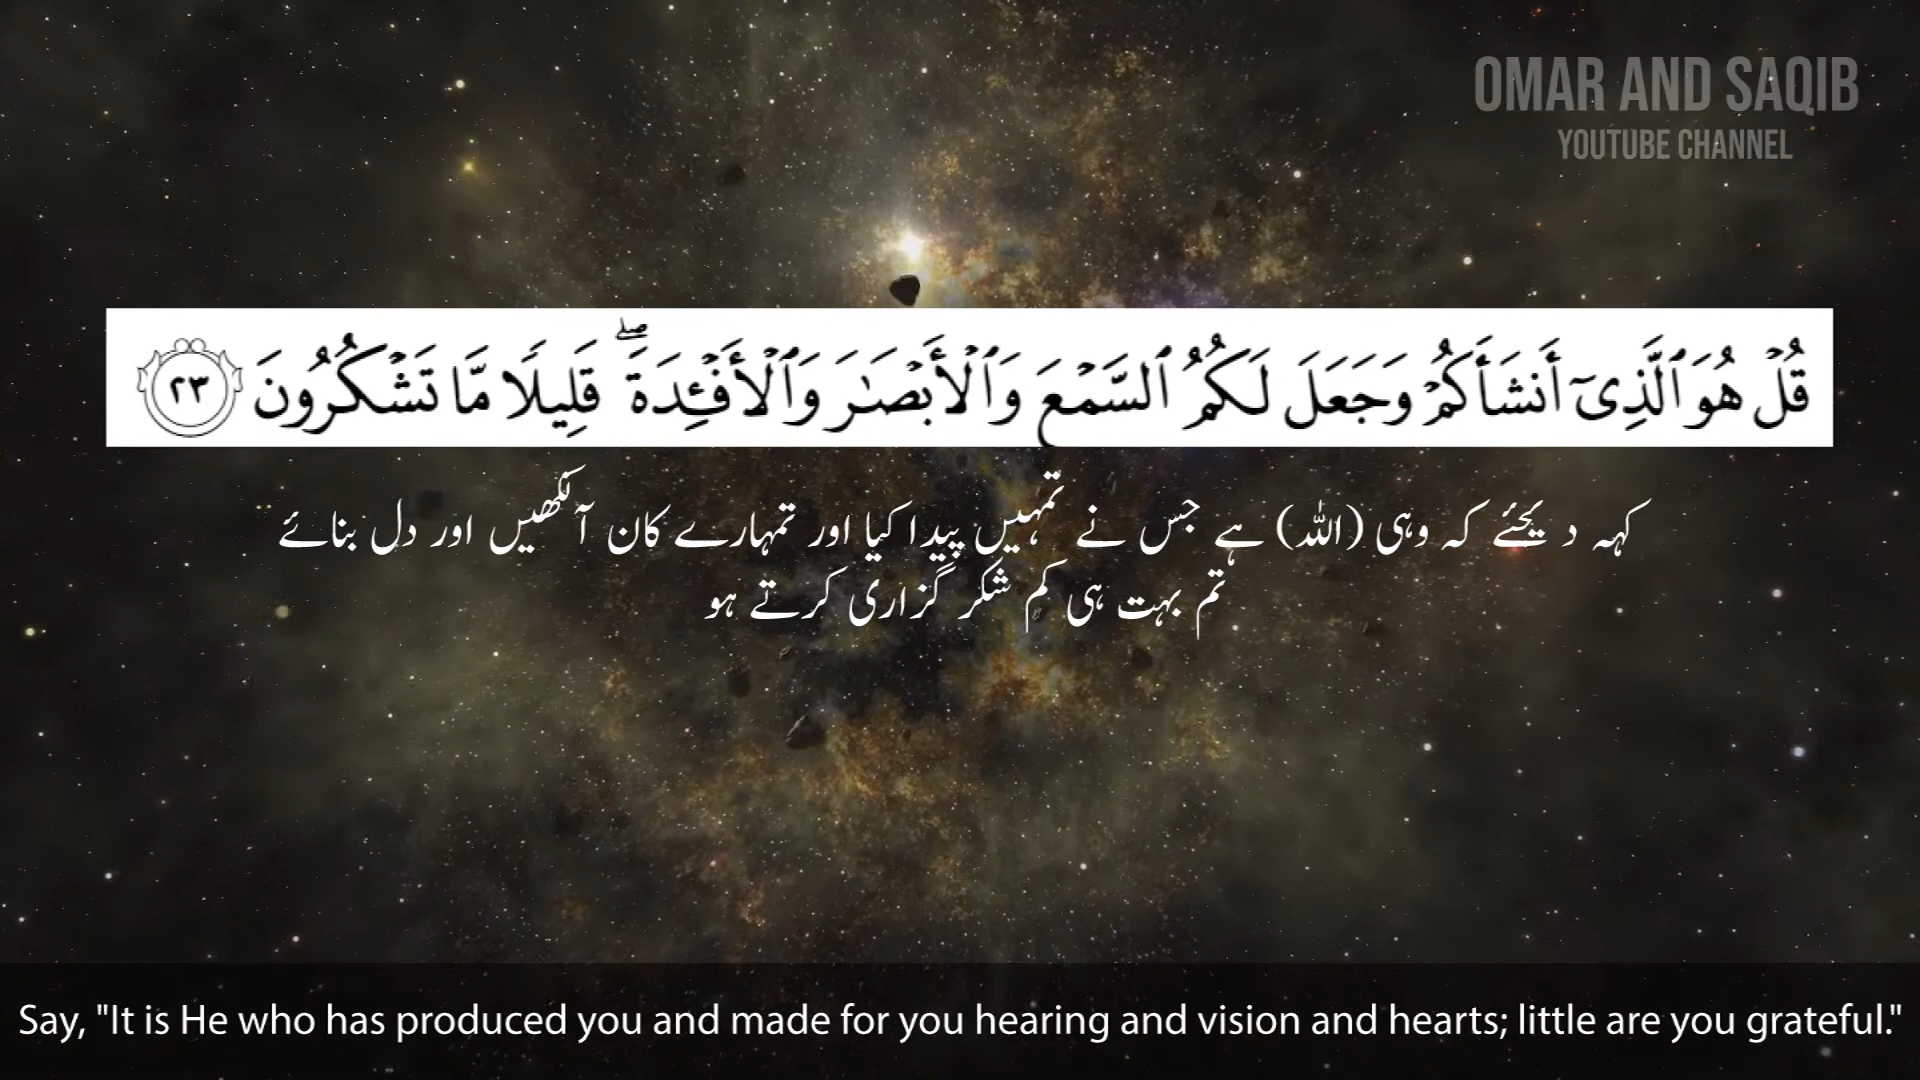 OMAR AND SAQIB
YOUTUBE CHANNEL
قُلْ هُوَ ٱلَّذِىٓ أَنشَأَكُمْ وَجَعَلَ لَكُمُ ٱلسَّمْعَ وَٱلْأَبْصَـٰرَ وَٱلْأَفْـِٔدَةَ ۖ قَلِيلًا مَّا تَشْكُرُونَ ٢٣
کہہ دیجئے کہ وہی (اللہ) ہے جس نے تمہیں پیدا کیا اور تمہارے کان آنکھیں اور دل بنائے
تم بہت ہی کم شکر گزاری کرتے ہو
Say, "It is He who has produced you and made for you hearing and vision and hearts; little are you grateful."